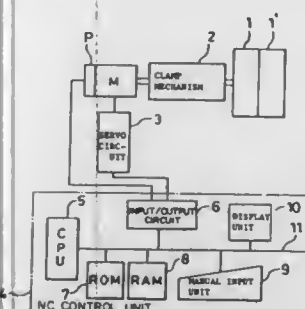 P
2
1
1'
M
CLAMP
MECHANISM
3
SERVO
CIRC-
UIT
5
INPUT/OUTPUT
CIRCUIT
6
10
DISPLAY
UNIT
11
CPU
ROM
RAM
8
MANUAL INPUT
UNIT
9
7
NC CONTROL UNIT